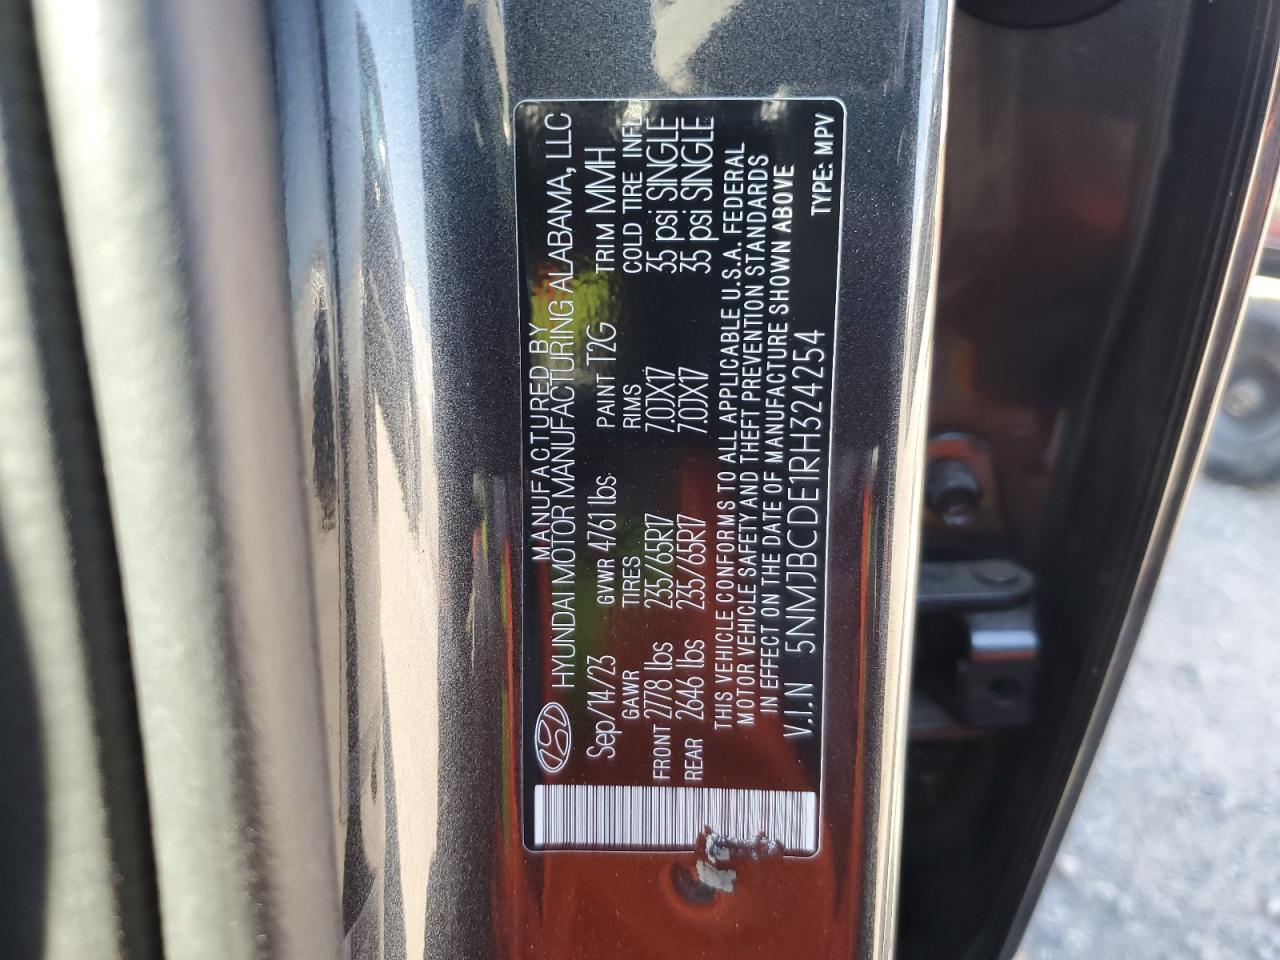 MANUFACTURED BY
HYUNDAI MOTOR MANUFACTURING ALABAMA, LLC
Sep/14/23 GVWR 4761 lbs PAINT T2G TRIM MMH
GAWR TIRES RIMS COLD TIRE INFL
FRONT 2778 lbs 235/65R17 7.0JX17 35 psi SINGLE
REAR 2646 lbs 235/65R17 7.0JX17 35 psi SINGLE
THIS VEHICLE CONFORMS TO ALL APPLICABLE U.S.A. FEDERAL
MOTOR VEHICLE SAFETY AND THEFT PREVENTION STANDARDS
IN EFFECT ON THE DATE OF MANUFACTURE SHOWN ABOVE
V.I.N 5NMJBCDE1RH324254 TYPE: MPV